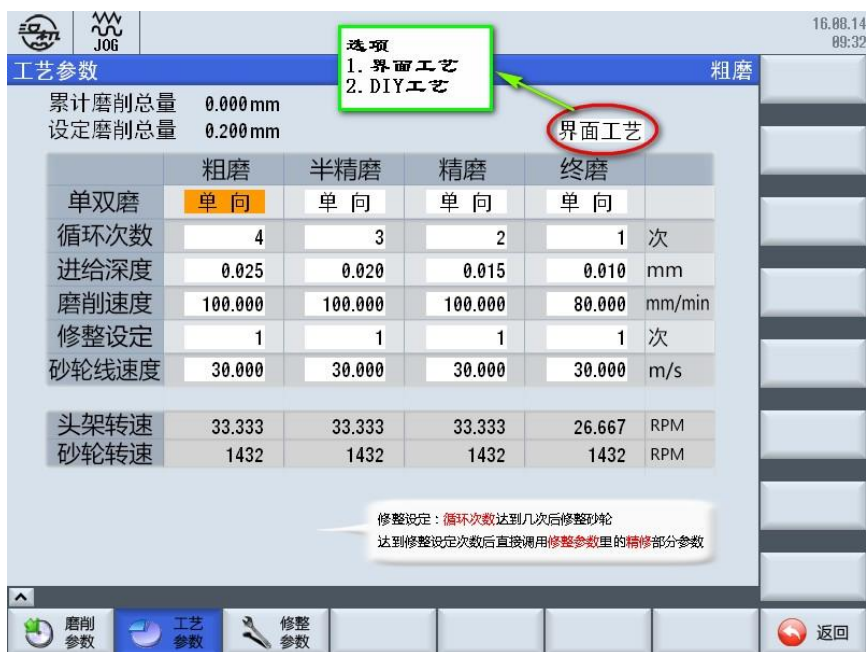 汉机
JOG
16.08.14
09:32
选项
1. 界面工艺
2. DIY工艺
工艺参数
粗磨
累计磨削总量 0.000 mm
设定磨削总量 0.200 mm
界面工艺
粗磨 半精磨 精磨 终磨
单双磨 单向 单向 单向 单向
循环次数 4 3 2 1 次
进给深度 0.025 0.020 0.015 0.010 mm
磨削速度 100.000 100.000 100.000 80.000 mm/min
修整设定 1 1 1 1 次
砂轮线速度 30.000 30.000 30.000 30.000 m/s
头架转速 33.333 33.333 33.333 26.667 RPM
砂轮转速 1432 1432 1432 1432 RPM
修整设定：循环次数达到几次后修整砂轮
达到修整设定次数后直接调用修整参数里的精修部分参数
磨削
参数
工艺
参数
修整
参数
返回